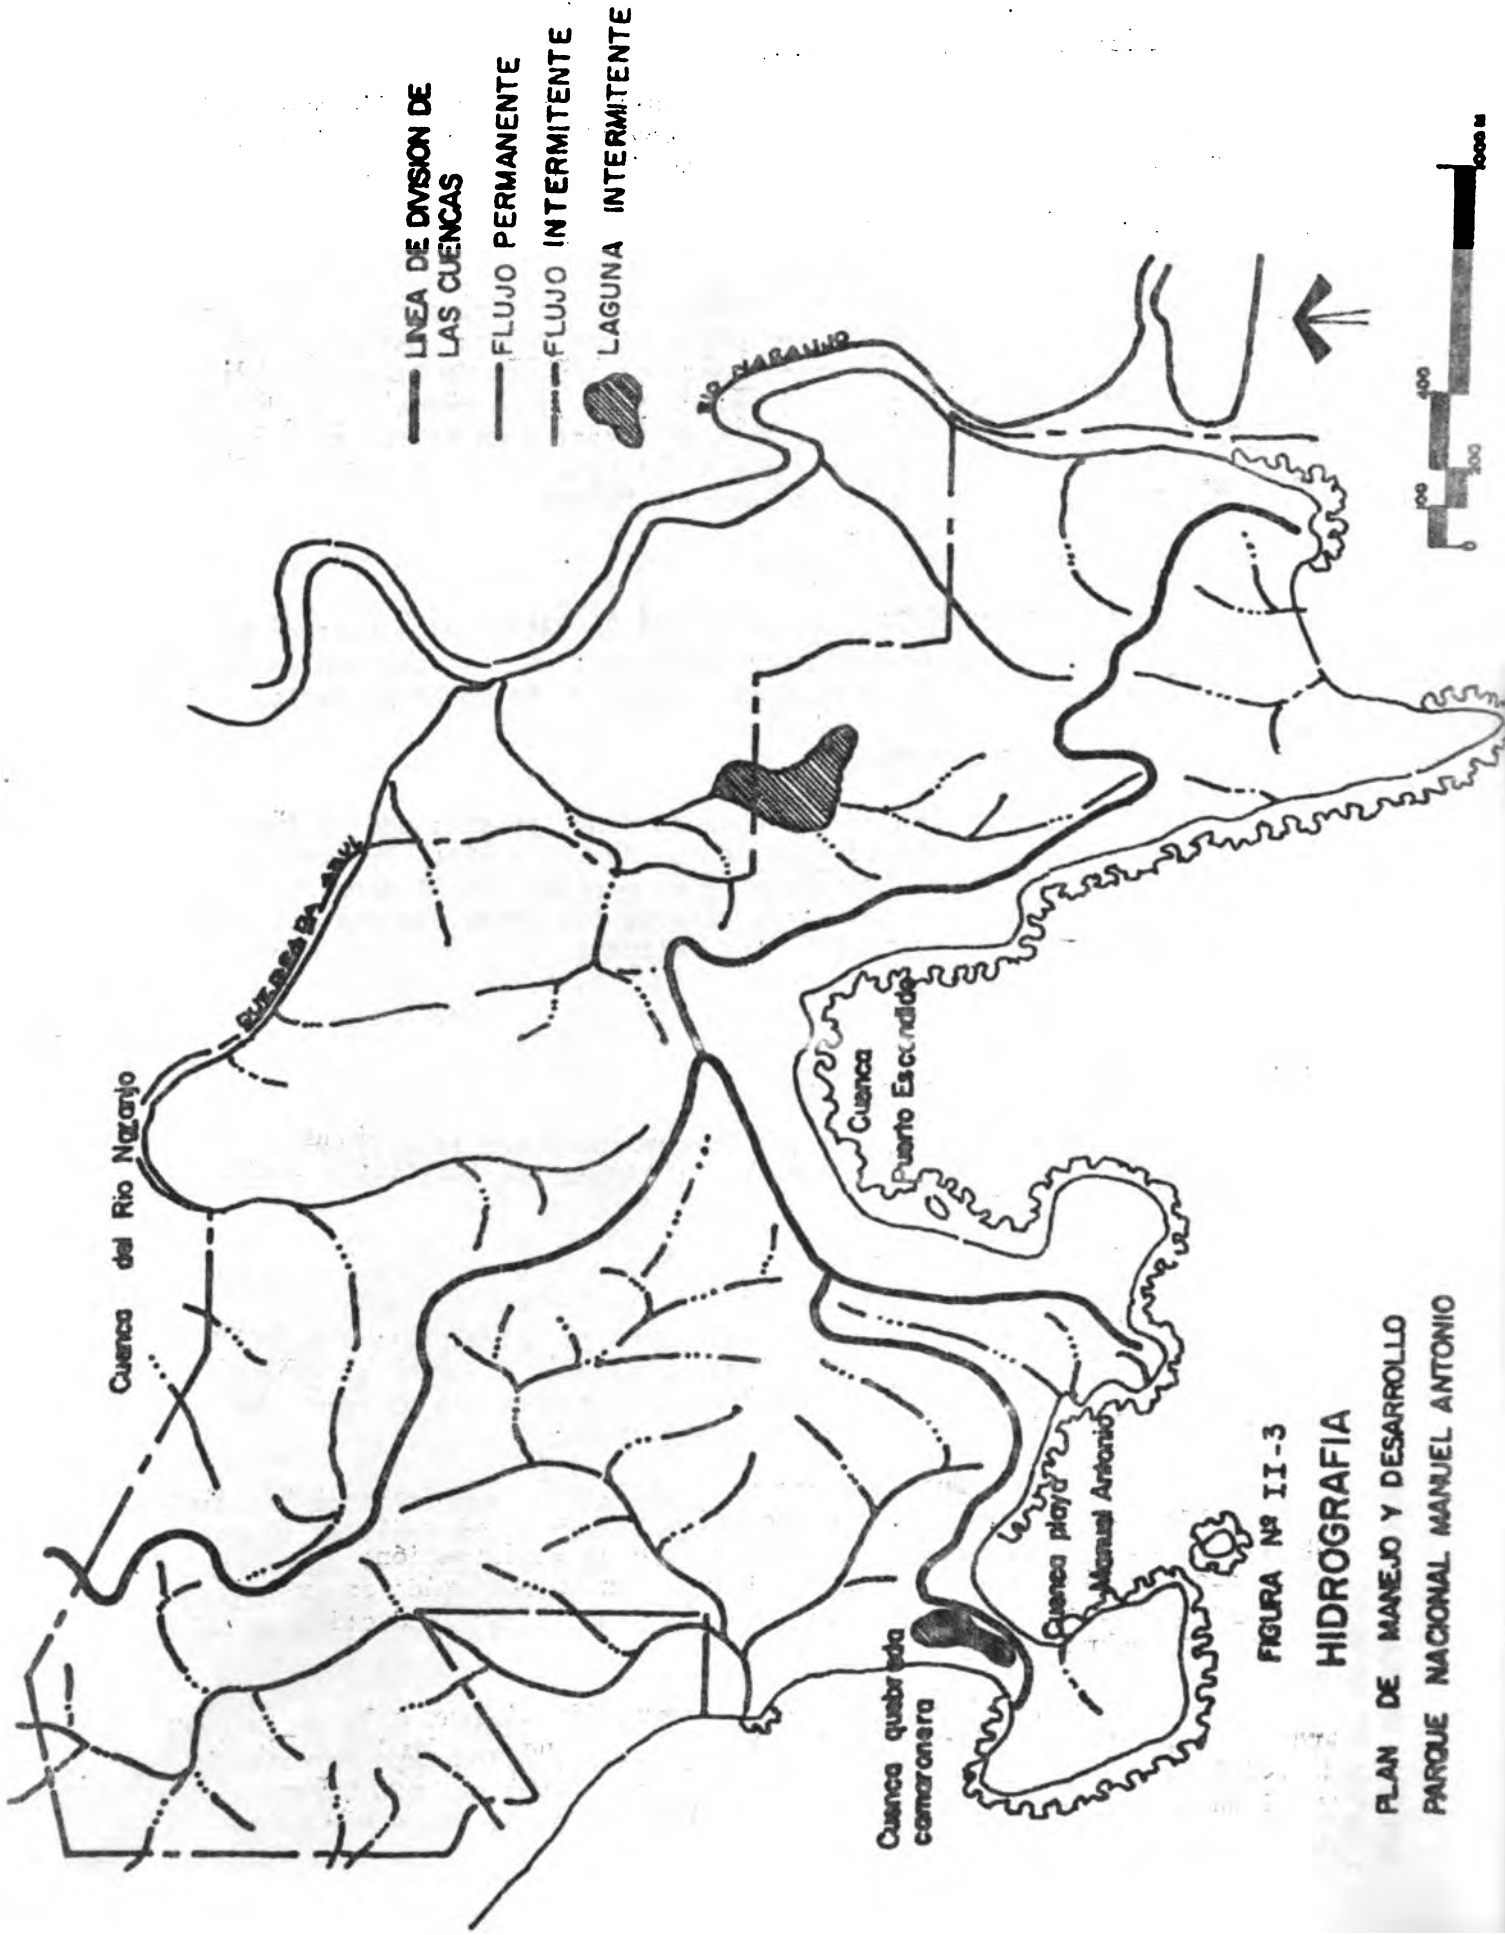 LINEA DE DIVISION DE
LAS CUENCAS
FLUJO PERMANENTE
FLUJO INTERMITENTE
LAGUNA INTERMITENTE
Cuenca del Rio Naranjo
RIO NARANJO
QUEBRADA
Cuenca
Puerto Escondido
Cuenca playa
Manuel Antonio
Cuenca quebrada
camaronera
100
400
200
1000 M
FIGURA Nº II-3
HIDROGRAFIA
PLAN DE MANEJO Y DESARROLLO
PARQUE NACIONAL MANUEL ANTONIO